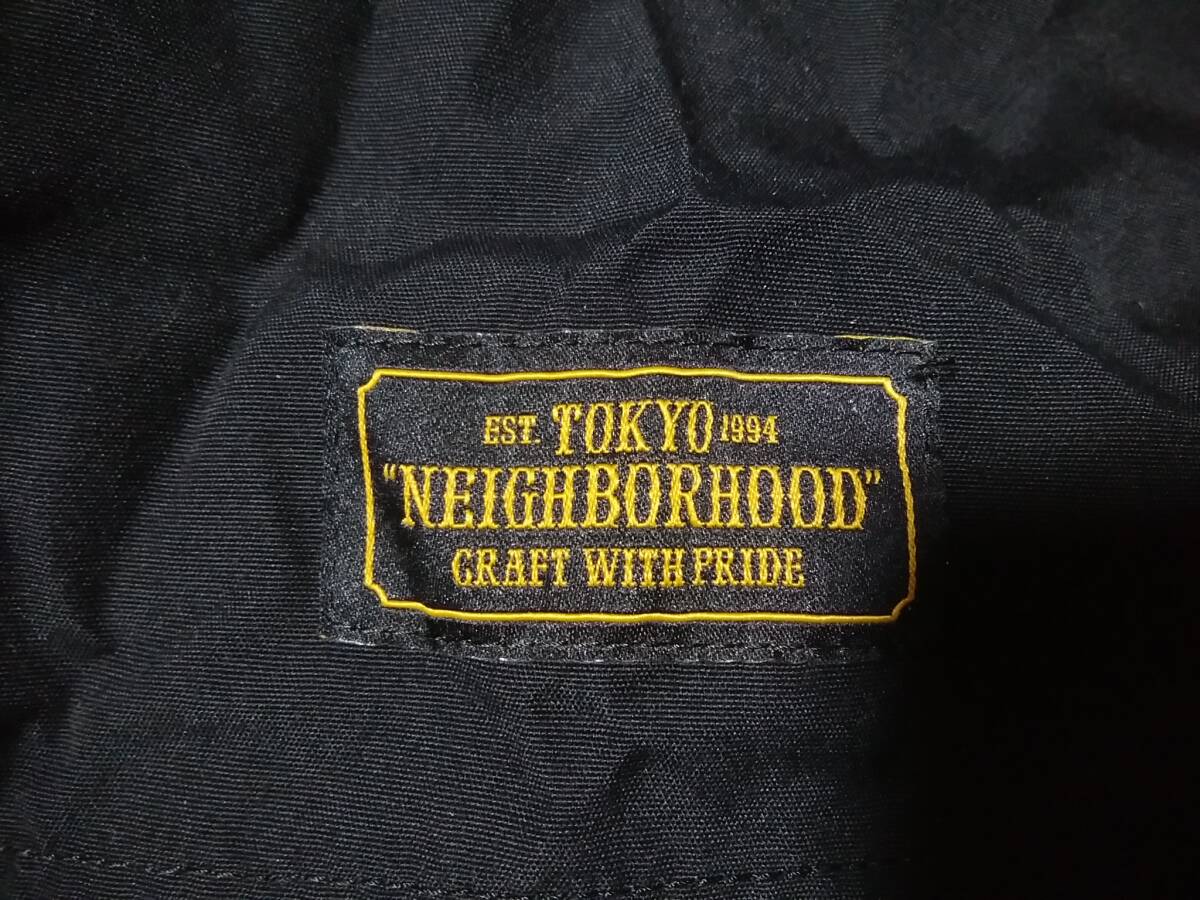 EST. TOKYO 1994
"NEIGHBORHOOD"
CRAFT WITH PRIDE